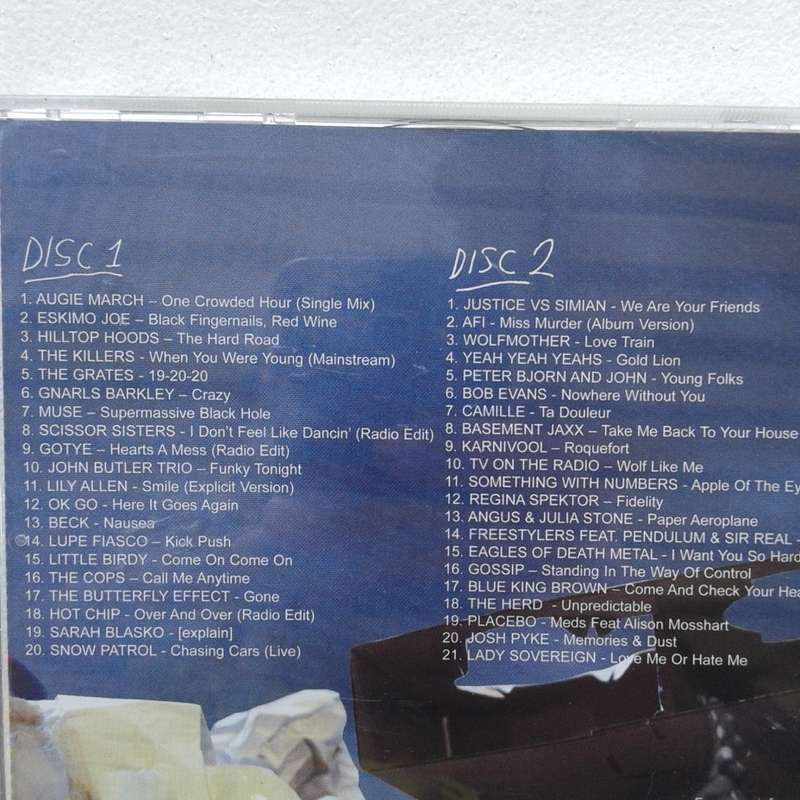 DISC 1
1. AUGIE MARCH – One Crowded Hour (Single Mix)
2. ESKIMO JOE – Black Fingernails, Red Wine
3. HILLTOP HOODS – The Hard Road
4. THE KILLERS - When You Were Young (Mainstream)
5. THE GRATES - 19-20-20
6. GNARLS BARKLEY – Crazy
7. MUSE – Supermassive Black Hole
8. SCISSOR SISTERS - I Don't Feel Like Dancin' (Radio Edit)
9. GOTYE – Hearts A Mess (Radio Edit)
10. JOHN BUTLER TRIO – Funky Tonight
11. LILY ALLEN - Smile (Explicit Version)
12. OK GO - Here It Goes Again
13. BECK - Nausea
14. LUPE FIASCO – Kick Push
15. LITTLE BIRDY - Come On Come On
16. THE COPS – Call Me Anytime
17. THE BUTTERFLY EFFECT - Gone
18. HOT CHIP - Over And Over (Radio Edit)
19. SARAH BLASKO - [explain]
20. SNOW PATROL - Chasing Cars (Live)
DISC 2
1. JUSTICE VS SIMIAN - We Are Your Friends
2. AFI - Miss Murder (Album Version)
3. WOLFMOTHER - Love Train
4. YEAH YEAH YEAHS - Gold Lion
5. PETER BJORN AND JOHN - Young Folks
6. BOB EVANS - Nowhere Without You
7. CAMILLE - Ta Douleur
8. BASEMENT JAXX – Take Me Back To Your House
9. KARNIVOOL – Roquefort
10. TV ON THE RADIO – Wolf Like Me
11. SOMETHING WITH NUMBERS - Apple Of The
12. REGINA SPEKTOR – Fidelity
13. ANGUS & JULIA STONE - Paper Aeroplane
14. FREESTYLERS FEAT. PENDULUM & SIR REAL -
15. EAGLES OF DEATH METAL - I Want You So Hard
16. GOSSIP – Standing In The Way Of Control
17. BLUE KING BROWN – Come And Check Your
18. THE HERD - Unpredictable
19. PLACEBO - Meds Feat Alison Mosshart
20. JOSH PYKE - Memories & Dust
21. LADY SOVEREIGN - Love Me Or Hate Me